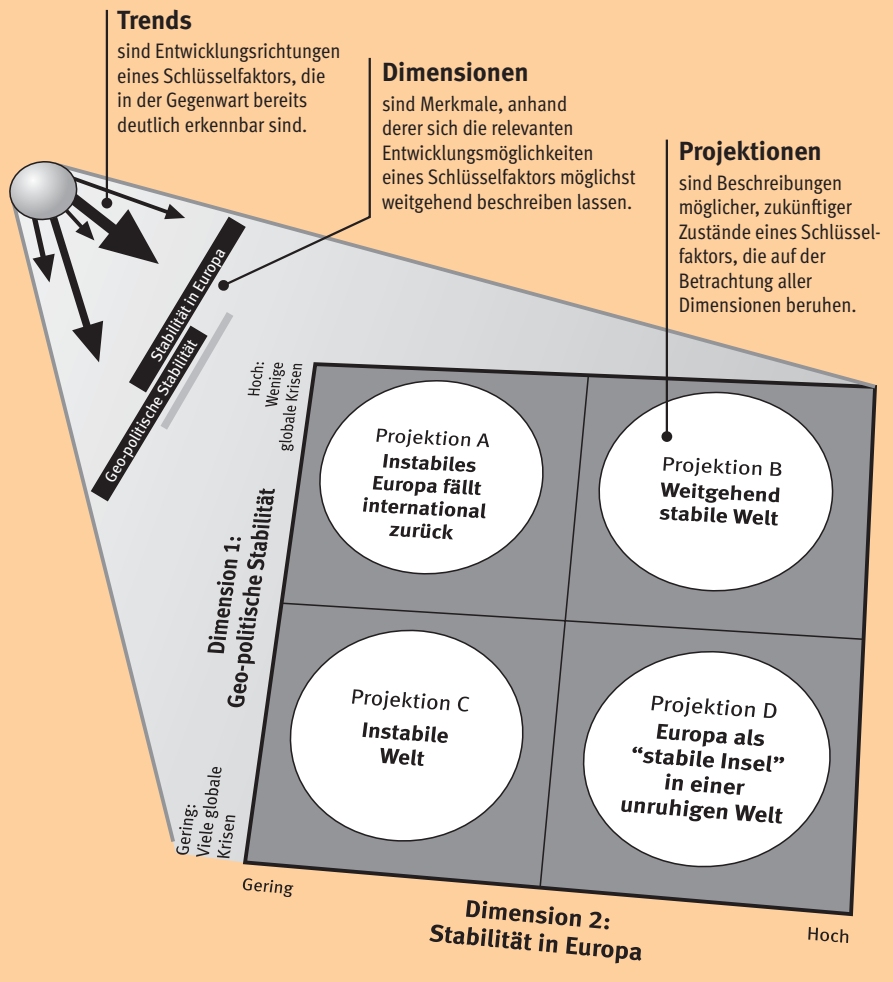 Trends
sind Entwicklungsrichtungen
eines Schlüsselfaktors, die
in der Gegenwart bereits
deutlich erkennbar sind.
Dimensionen
sind Merkmale, anhand
derer sich die relevanten
Entwicklungsmöglichkeiten
eines Schlüsselfaktors möglichst
weitgehend beschreiben lassen.
Projektionen
sind Beschreibungen
möglicher, zukünftiger
Zustände eines Schlüssel-
faktors, die auf der
Betrachtung aller
Dimensionen beruhen.
Stabilität in Europa
Geo-politische Stabilität
Hoch:
Wenige
globale Krisen
Dimension 1:
Geo-politische Stabilität
Gering:
Viele globale
Krisen
Projektion A
Instabiles
Europa fällt
international
zurück
Projektion B
Weitgehend
stabile Welt
Projektion C
Instabile
Welt
Projektion D
Europa als
“stabile Insel”
in einer
unruhigen Welt
Gering
Dimension 2:
Stabilität in Europa
Hoch